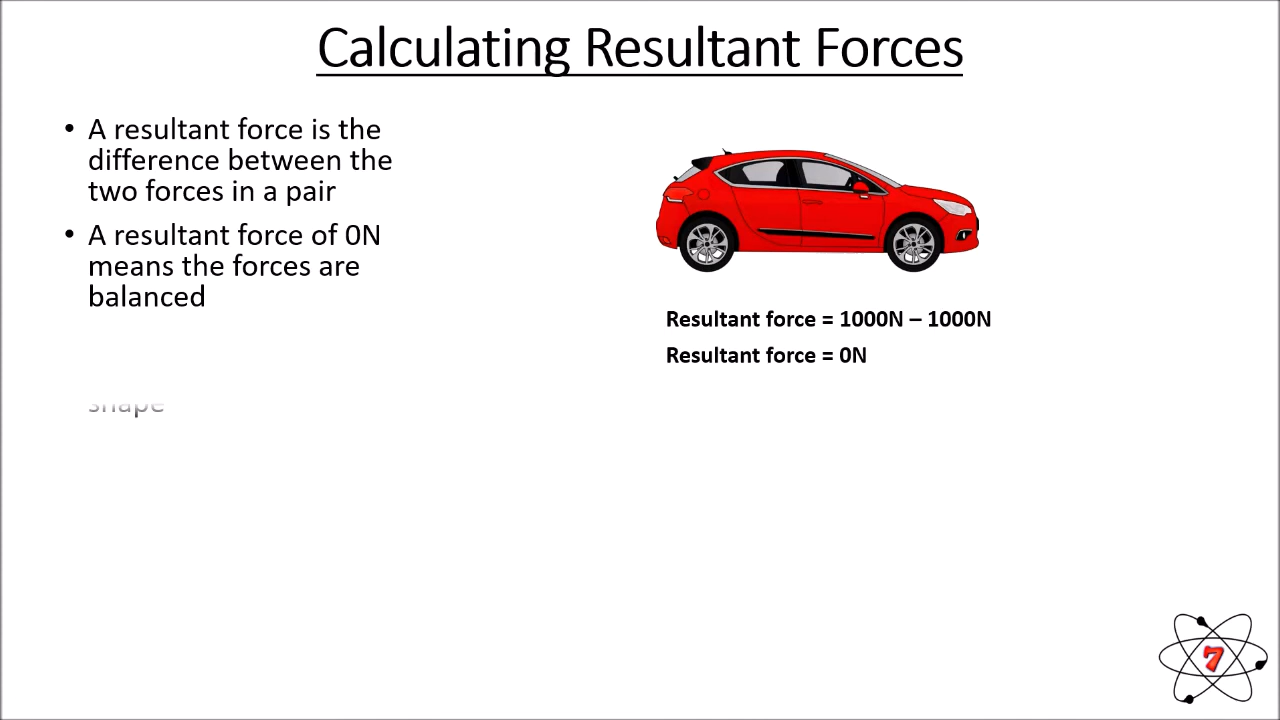 Calculating Resultant Forces
• A resultant force is the
difference between the
two forces in a pair
• A resultant force of 0N
means the forces are
balanced
shape
Resultant force = 1000N – 1000N
Resultant force = 0N
7